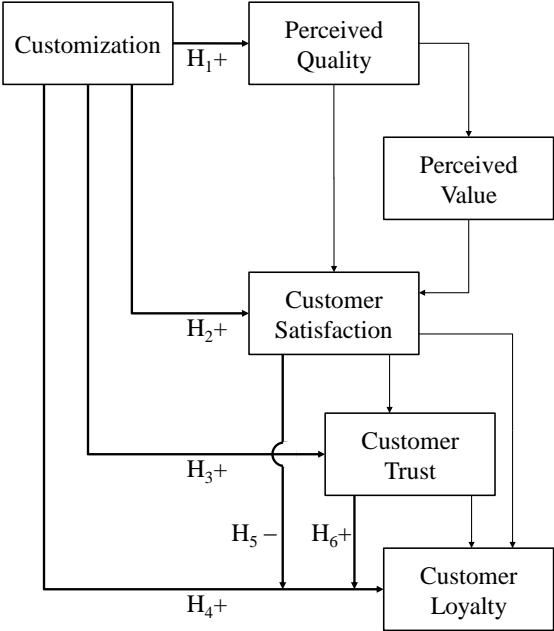 Customization
H₁+
Perceived
Quality
Perceived
Value
Customer
Satisfaction
H₂+
Customer
Trust
H₃+
H₅ –
H₆+
Customer
Loyalty
H₄+